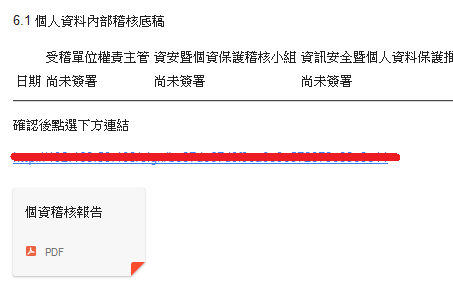 6.1 個人資料內部稽核底稿
受稽單位權責主管 資安暨個資保護稽核小組 資訊安全暨個人資料保護推
日期 尚未簽署 尚未簽署 尚未簽署
確認後點選下方連結
個資稽核報告
PDF